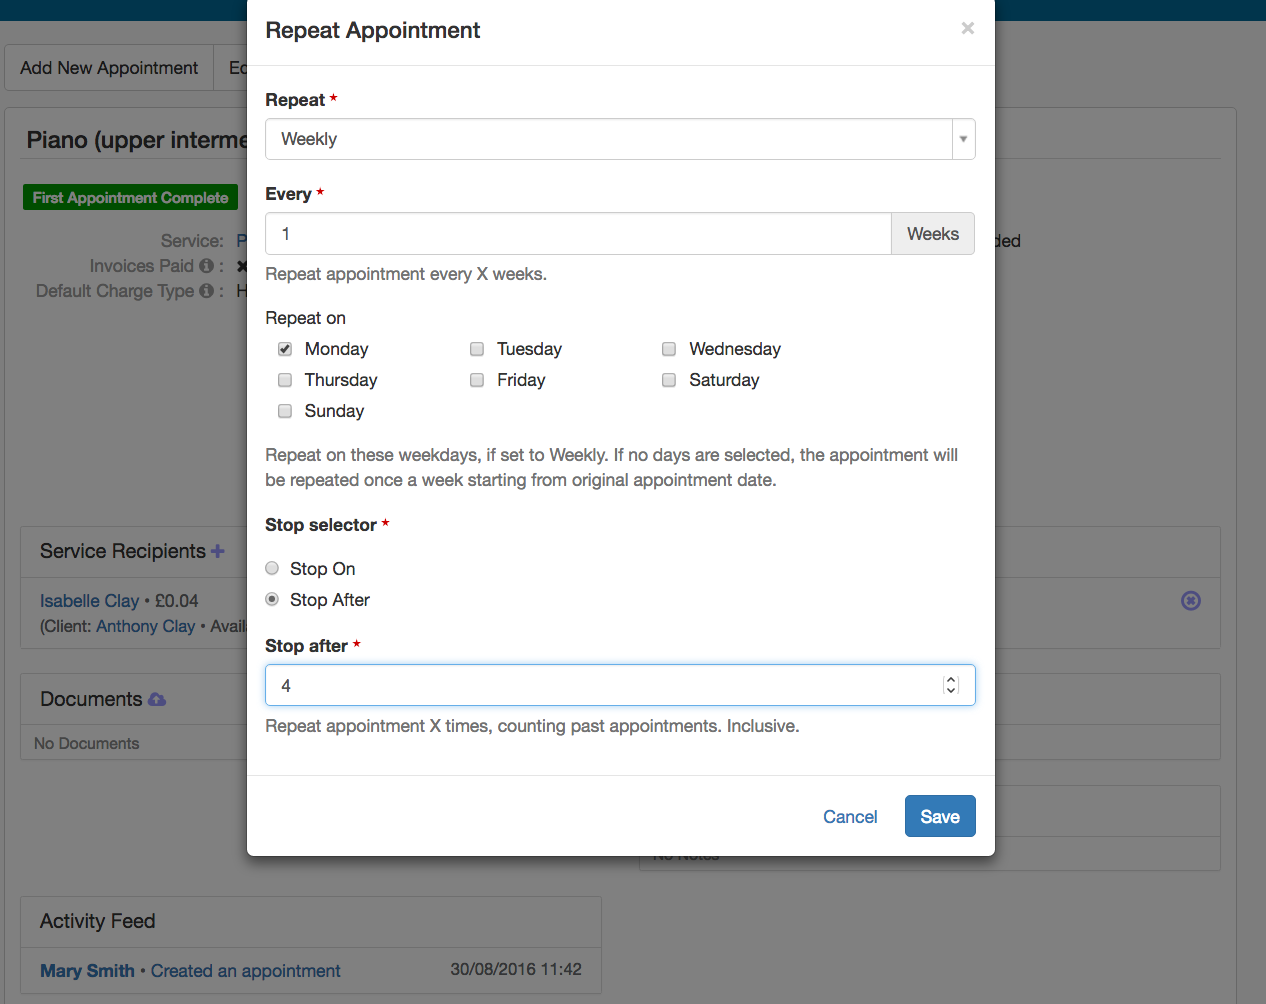 Repeat Appointment
×
Add New Appointment
Repeat *
Weekly
Piano (upper
Every *
First Appointment Complete
1 Weeks
Service:
Invoices Paid :
Default Charge Type :
Repeat appointment every X weeks.
Repeat on
Monday Tuesday Wednesday
Thursday Friday Saturday
Sunday
Repeat on these weekdays, if set to Weekly. If no days are selected, the appointment will
be repeated once a week starting from original appointment date.
Stop selector *
Stop On
Stop After
Service Recipients
Isabelle Clay • £0.04
(Client: Anthony Clay •
Stop after *
4
Repeat appointment X times, counting past appointments. Inclusive.
Documents
No Documents
Cancel Save
No Notes
Activity Feed
Mary Smith • Created an appointment 30/08/2016 11:42